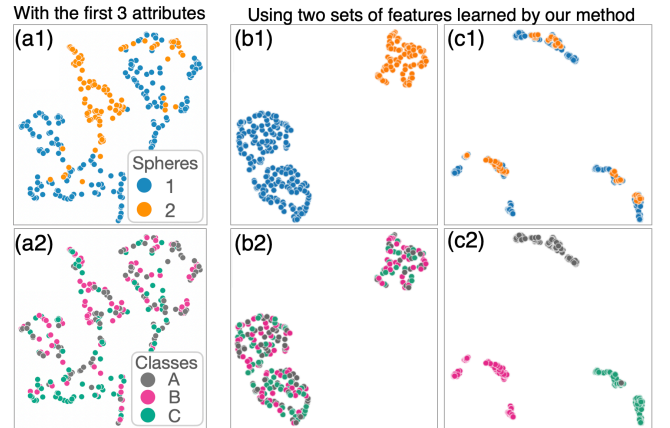 With the first 3 attributes
Using two sets of features learned by our method
(a1)
(b1)
(c1)
Spheres
1
2
(a2)
(b2)
(c2)
Classes
A
B
C